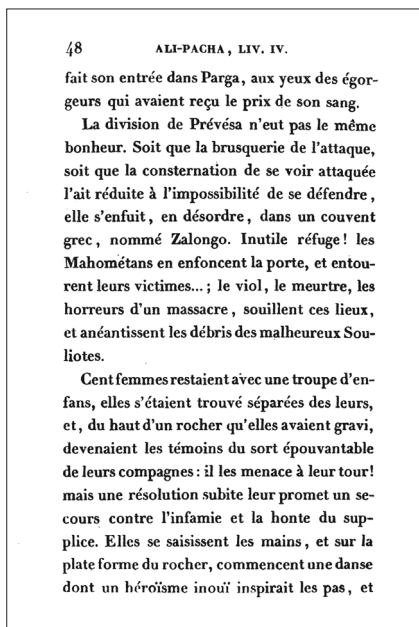 48 ALI-PACHA, LIV. IV.
fait son entrée dans Parga, aux yeux des égor-
geurs qui avaient reçu le prix de son sang.
La division de Prévésa n'eut pas le même
bonheur. Soit que la brusquerie de l'attaque,
soit que la consternation de se voir attaquée
l'ait réduite à l'impossibilité de se défendre,
elle s'enfuit, en désordre, dans un couvent
grec, nommé Zalongo. Inutile réfuge! les
Mahométans en enfoncent la porte, et entou-
rent leurs victimes...; le viol, le meurtre, les
horreurs d'un massacre, souillent ces lieux,
et anéantissent les débris des malheureux Sou-
liotes.
Cent femmes restaient avec une troupe d'en-
fans, elles s'étaient trouvé séparées des leurs,
et, du haut d'un rocher qu'elles avaient gravi,
devenaient les témoins du sort épouvantable
de leurs compagnes: il les menace à leur tour!
mais une résolution subite leur promet un se-
cours contre l'infamie et la honte du sup-
plice. Elles se saisissent les mains, et sur la
plate forme du rocher, commencent une danse
dont un héroïsme inouï inspirait les pas, et